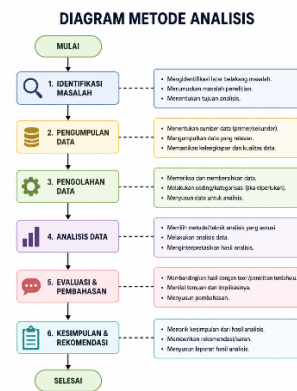 DIAGRAM METODE ANALISIS
MULAI
1. IDENTIFIKASI
MASALAH
• Mengidentifikasi latar belakang masalah.
• Merumuskan masalah penelitian.
• Menentukan tujuan analisis.
2. PENGUMPULAN
DATA
• Menentukan sumber data (primer/sekunder).
• Mengumpulkan data yang relevan.
• Memastikan kelengkapan dan kualitas data.
3. PENGOLAHAN
DATA
• Memeriksa dan membersihkan data.
• Melakukan coding/kategorisasi (jika diperlukan).
• Menyusun data untuk analisis.
4. ANALISIS DATA
• Memilih metode/teknik analisis yang sesuai.
• Melakukan analisis data.
• Menginterpretasikan hasil analisis.
5. EVALUASI &
PEMBAHASAN
• Membandingkan hasil dengan teori/penelitian terdahulu.
• Menilai temuan dan implikasinya.
• Menyusun pembahasan.
6. KESIMPULAN &
REKOMENDASI
• Menarik kesimpulan dari hasil analisis.
• Memberikan rekomendasi/saran.
• Menyusun laporan hasil analisis.
SELESAI